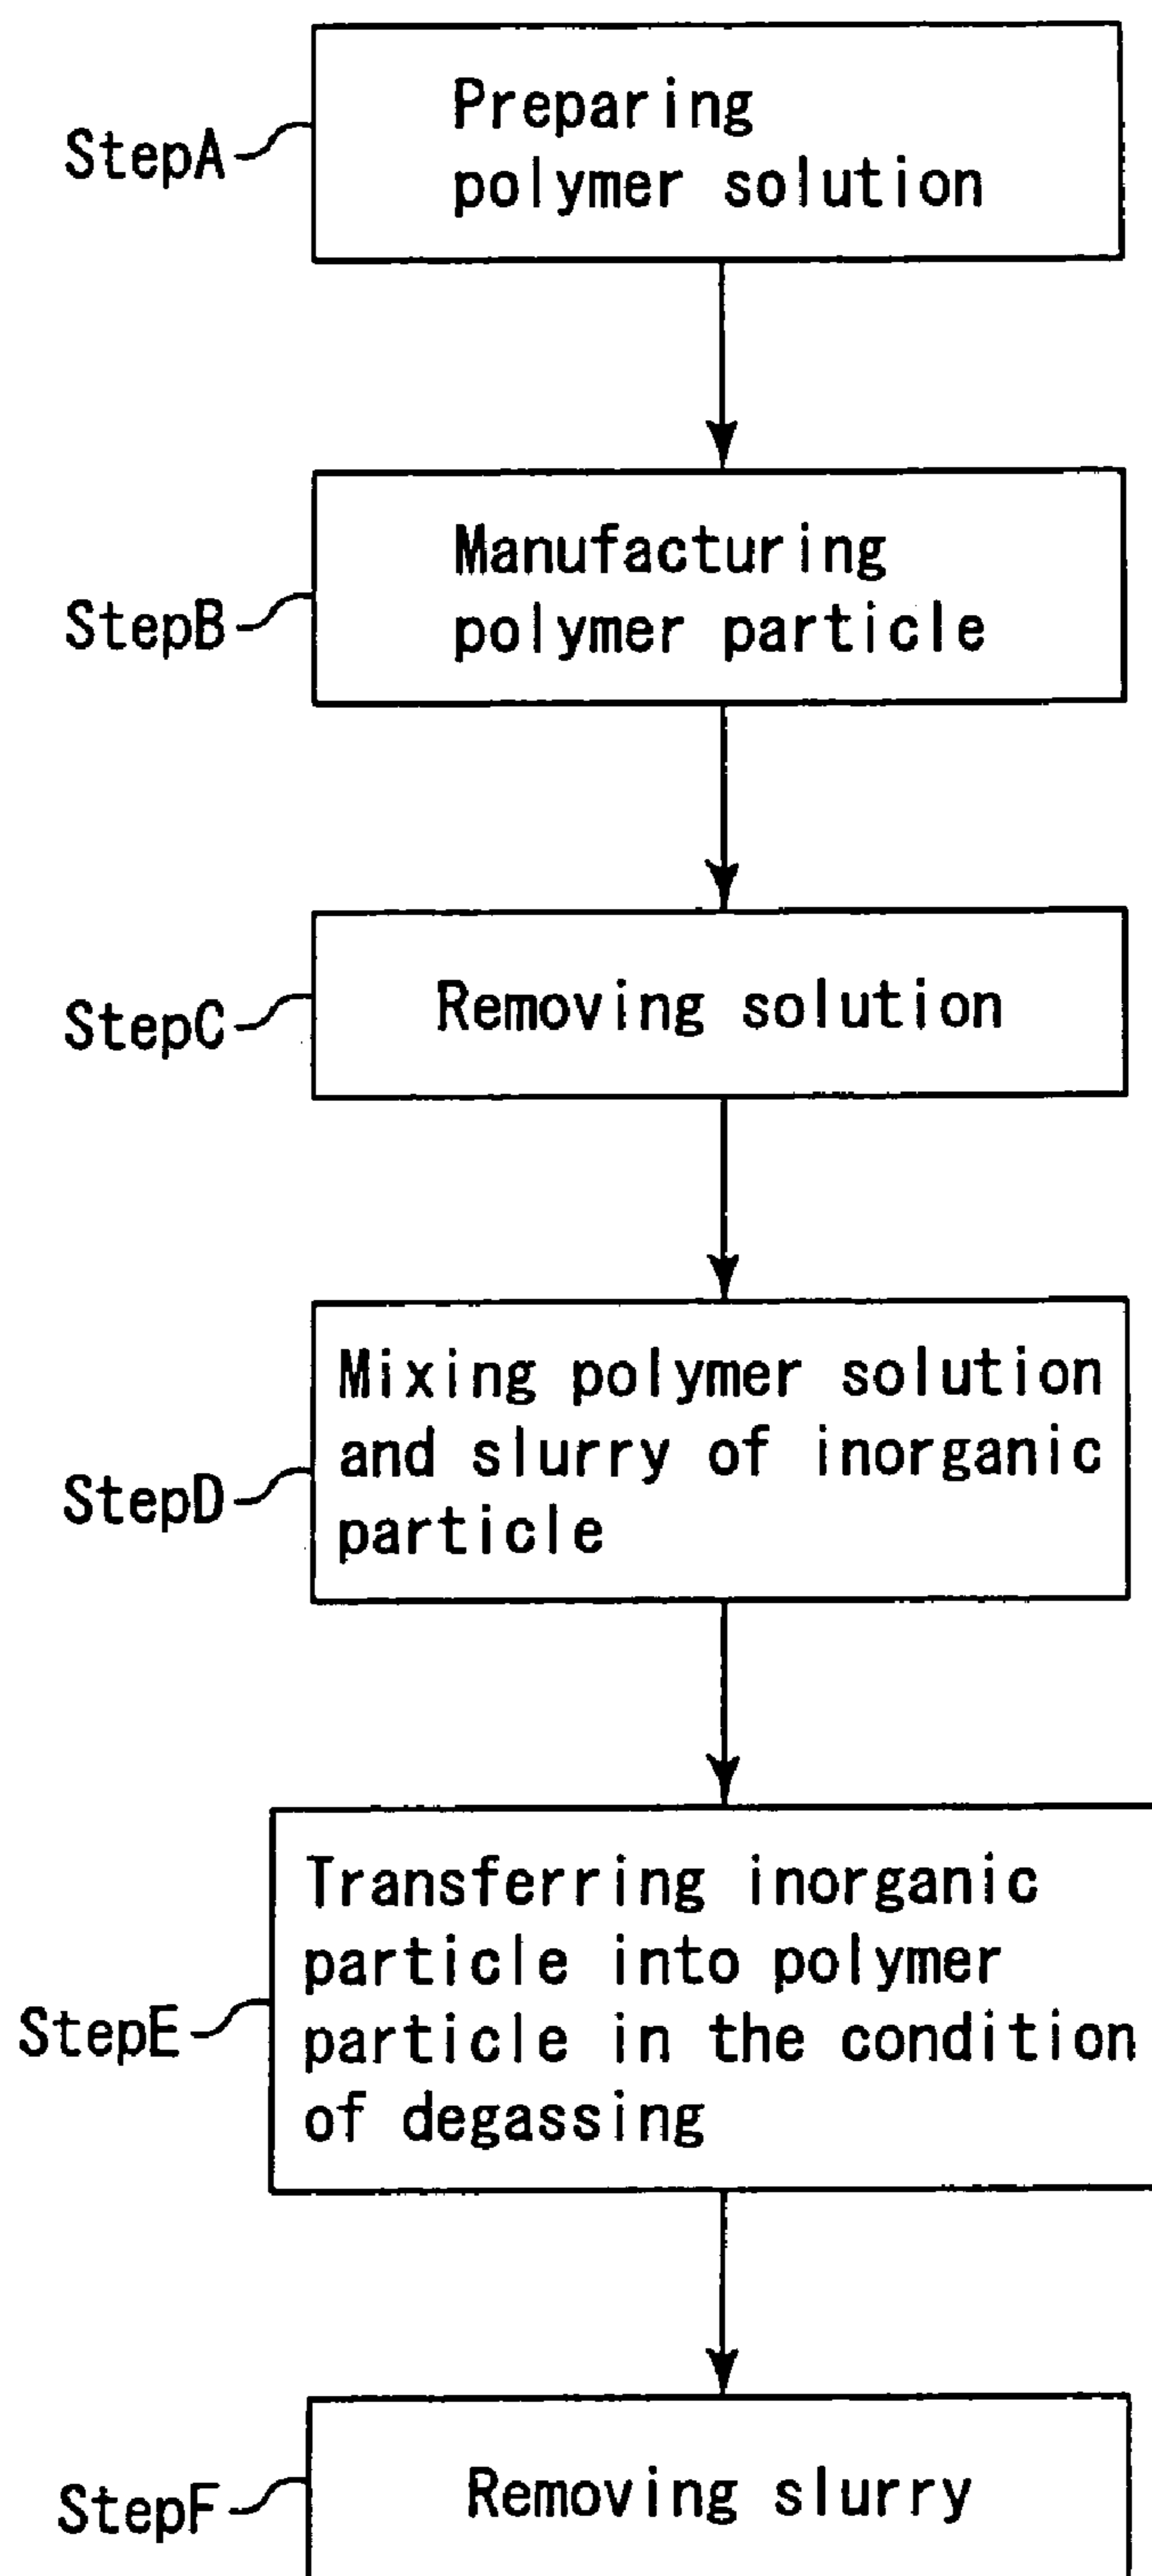 StepA
Preparing
polymer solution
StepB
Manufacturing
polymer particle
StepC
Removing solution
StepD
Mixing polymer solution
and slurry of inorganic
particle
StepE
Transferring inorganic
particle into polymer
particle in the condition
of degassing
StepF
Removing slurry